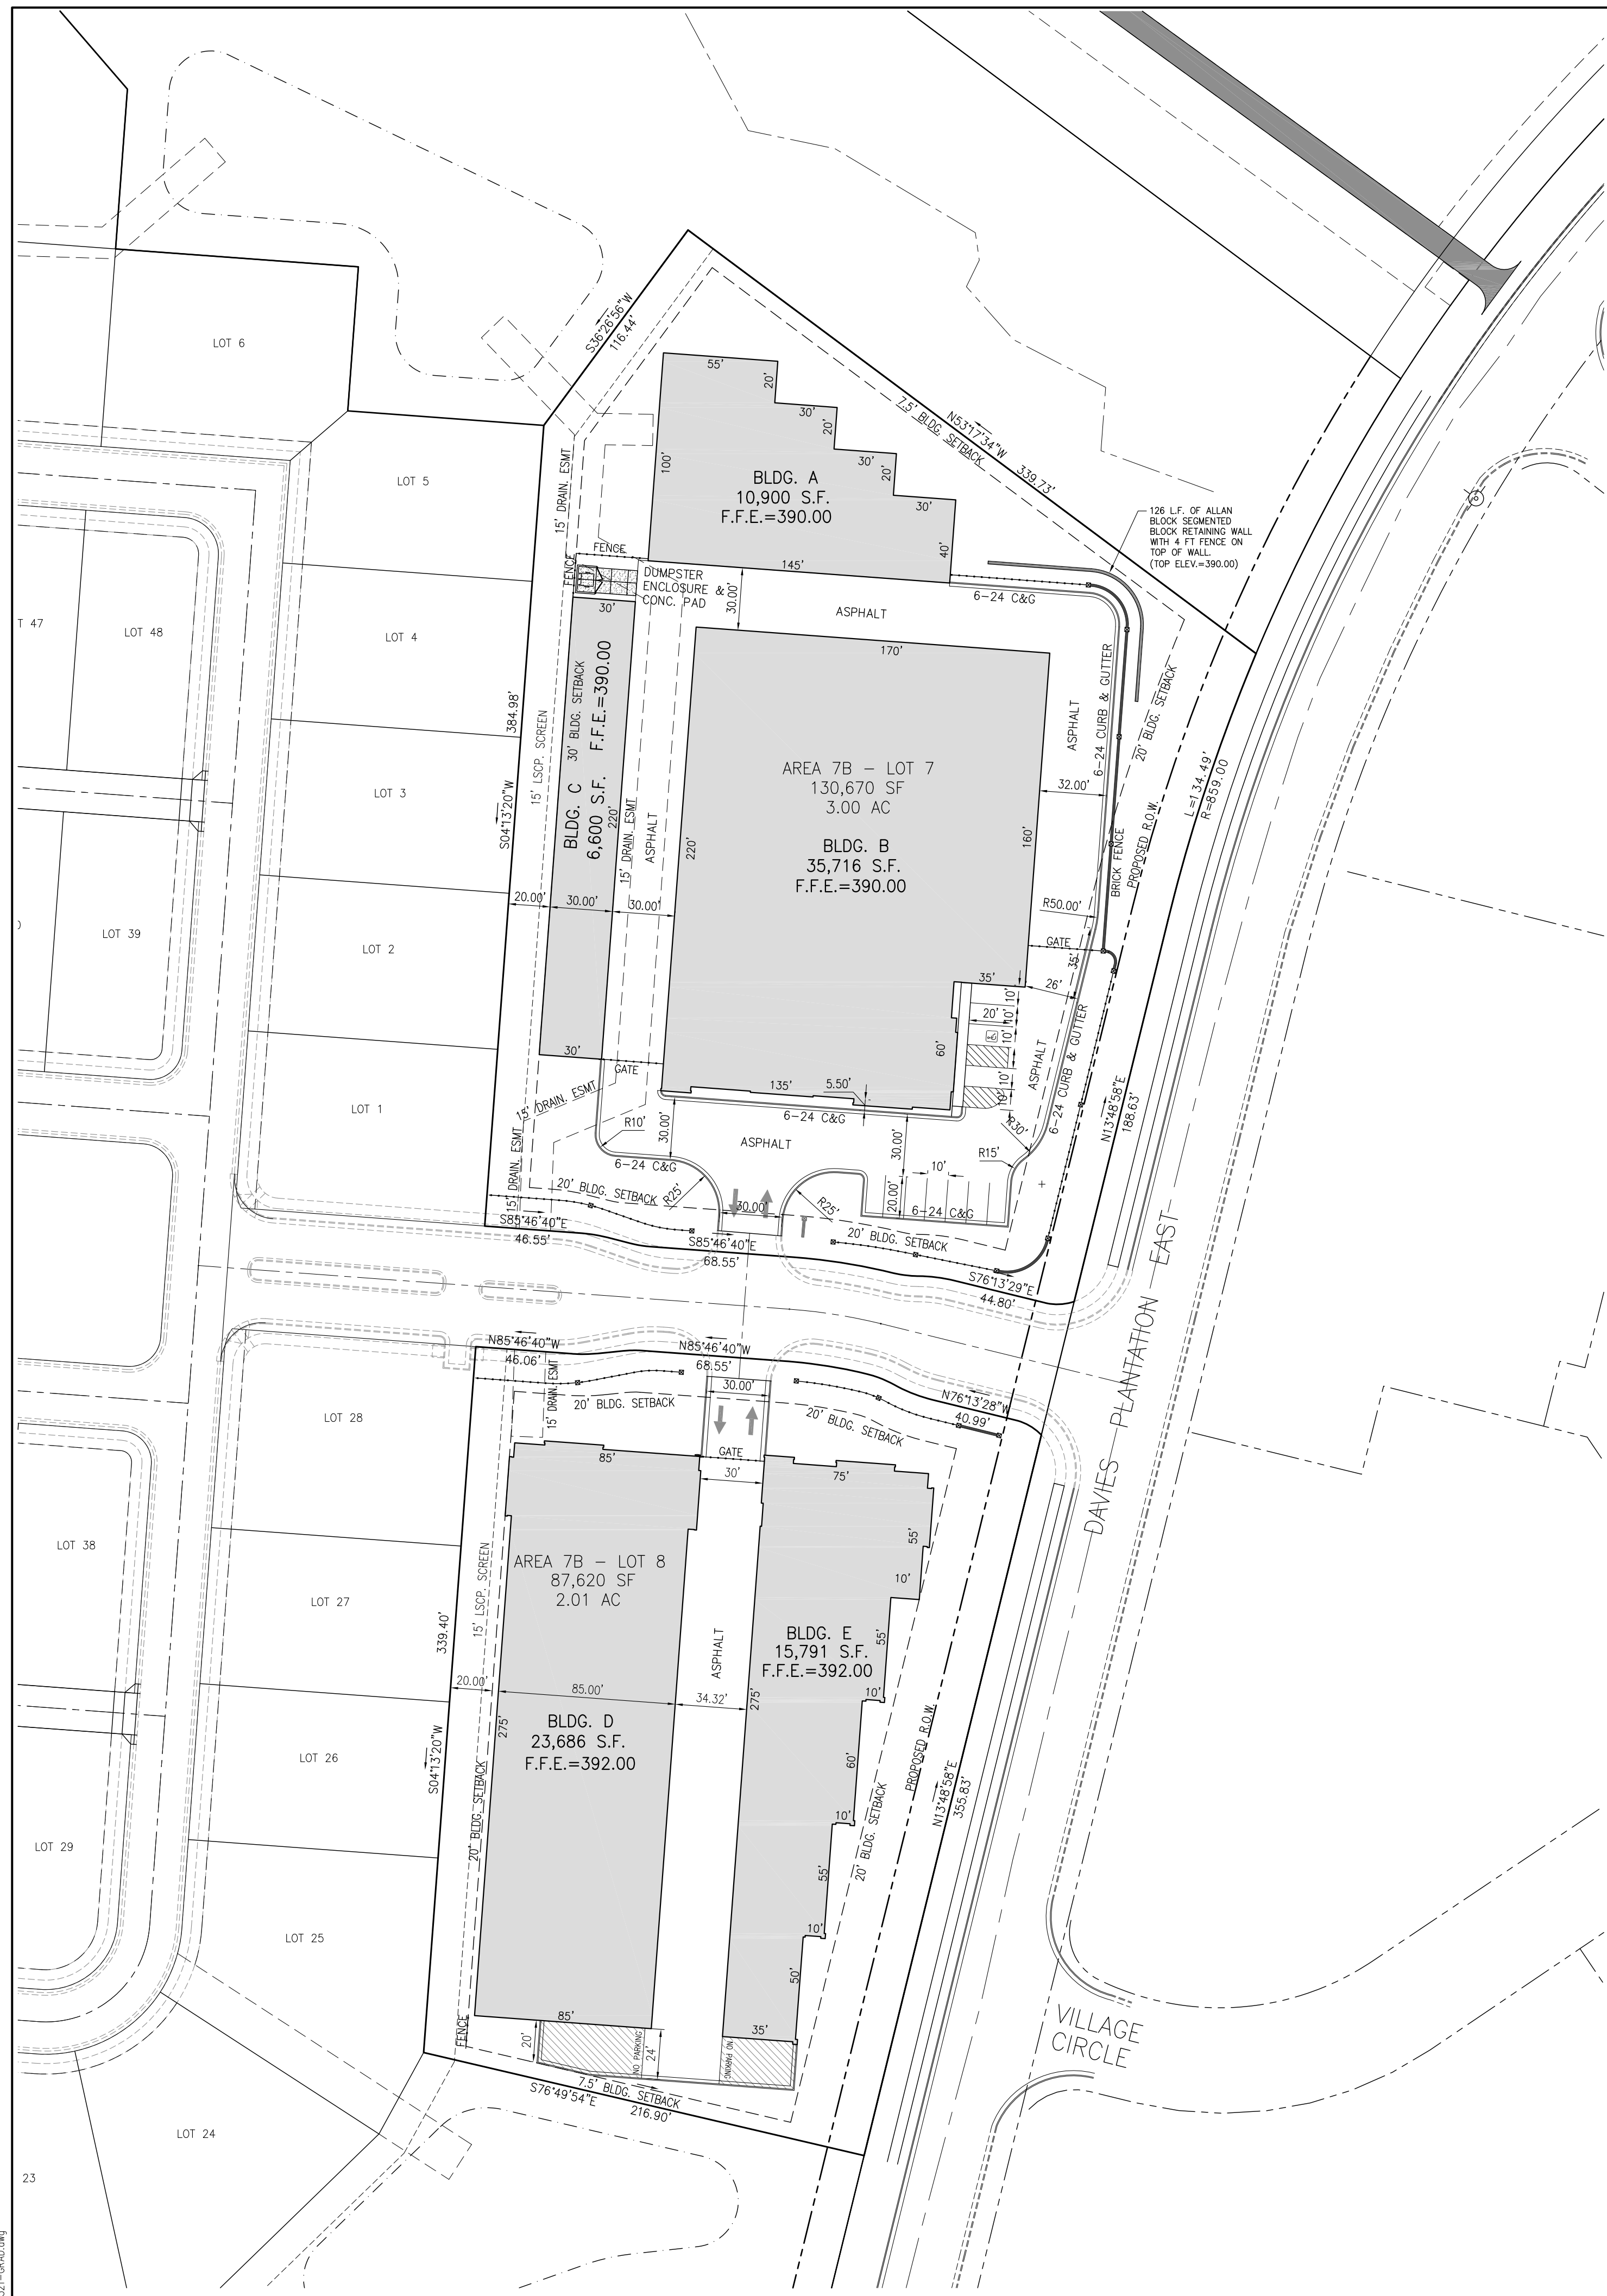 LOT 6
S36°26'56"W
116.44'
55'
20'
30'
20'
30'
20'
30'
40'
100'
145'
BLDG. A
10,900 S.F.
F.F.E.=390.00
7.5' BLDG. SETBACK
N53°17'34"W 339.73'
126 L.F. OF ALLAN
BLOCK SEGMENTED
BLOCK RETAINING WALL
WITH 4 FT FENCE ON
TOP OF WALL.
(TOP ELEV.=390.00)
LOT 5
15' DRAIN. ESMT
FENCE
FENCE
DUMPSTER
ENCLOSURE &
CONC. PAD
30'
30.00'
ASPHALT
6-24 C&G
LOT 48
LOT 4
170'
ASPHALT
6-24 CURB & GUTTER
20' BLDG. SETBACK
384.98'
S04°13'20"W
15' LSCP. SCREEN
BLDG. C
6,600 S.F. F.F.E.=390.00
30' BLDG. SETBACK
220'
15' DRAIN. ESMT
ASPHALT
220'
AREA 7B - LOT 7
130,670 SF
3.00 AC
BLDG. B
35,716 S.F.
F.F.E.=390.00
160'
32.00'
BRICK FENCE
PROPOSED R.O.W.
L=134.49'
R=859.00
LOT 3
LOT 39
LOT 2
20.00'
30.00'
30.00'
R50.00'
GATE
35'
35'
26'
10'
20'
10'
10'
10'
10'
60'
ASPHALT
6-24 CURB & GUTTER
N13°48'58"E
188.63'
LOT 1
30'
GATE
135'
5.50'
6-24 C&G
15' DRAIN. ESMT
15' DRAIN. ESMT
R10'
30.00'
ASPHALT
30.00'
R30'
R15'
6-24 C&G
R25'
30.00'
R25'
10'
20.00'
6-24 C&G
20' BLDG. SETBACK
20' BLDG. SETBACK
S85°46'40"E
46.55'
S85°46'40"E
68.55'
S76°13'29"E
44.80'
DAVIES PLANTATION EAST
N85°46'40"W
46.06'
N85°46'40"W
68.55'
N76°13'28"W
40.99'
30.00'
15' DRAIN. ESMT
20' BLDG. SETBACK
20' BLDG. SETBACK
LOT 28
85'
GATE
30'
75'
55'
10'
LOT 38
AREA 7B - LOT 8
87,620 SF
2.01 AC
15' LSCP. SCREEN
LOT 27
339.40'
S04°13'20"W
ASPHALT
BLDG. E
15,791 S.F.
F.F.E.=392.00
55'
10'
20.00'
85.00'
34.32'
275'
275'
BLDG. D
23,686 S.F.
F.F.E.=392.00
60'
10'
PROPOSED R.O.W.
N13°48'58"E
355.83'
20' BLDG. SETBACK
LOT 26
20' BLDG. SETBACK
LOT 29
55'
10'
LOT 25
50'
35'
85'
FENCE
20'
NO PARKING
24'
NO PARKING
7.5' BLDG. SETBACK
S76°49'54"E
216.90'
VILLAGE
CIRCLE
LOT 24
23